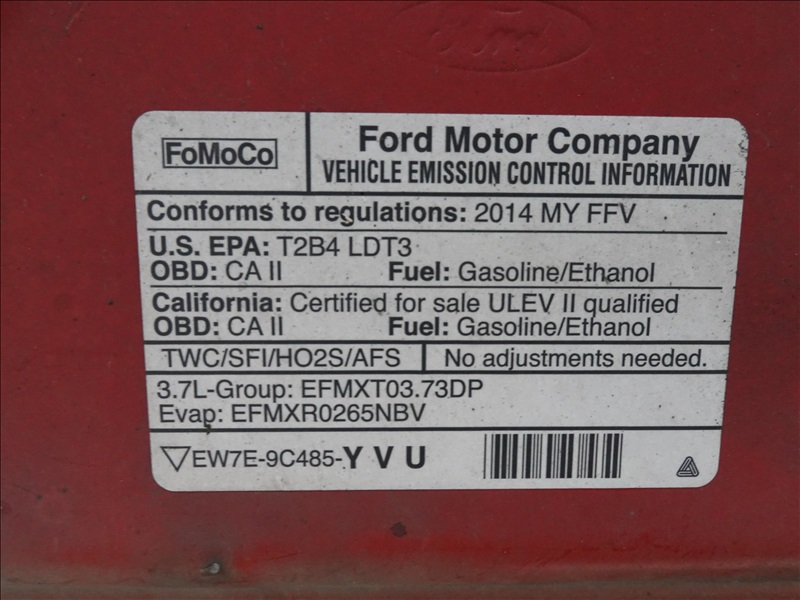 Ford
FoMoCo
Ford Motor Company
VEHICLE EMISSION CONTROL INFORMATION
Conforms to regulations: 2014 MY FFV
U.S. EPA: T2B4 LDT3
OBD: CA II Fuel: Gasoline/Ethanol
California: Certified for sale ULEV II qualified
OBD: CA II Fuel: Gasoline/Ethanol
TWC/SFI/HO2S/AFS No adjustments needed.
3.7L-Group: EFMXT03.73DP
Evap: EFMXR0265NBV
EW7E-9C485-Y V U